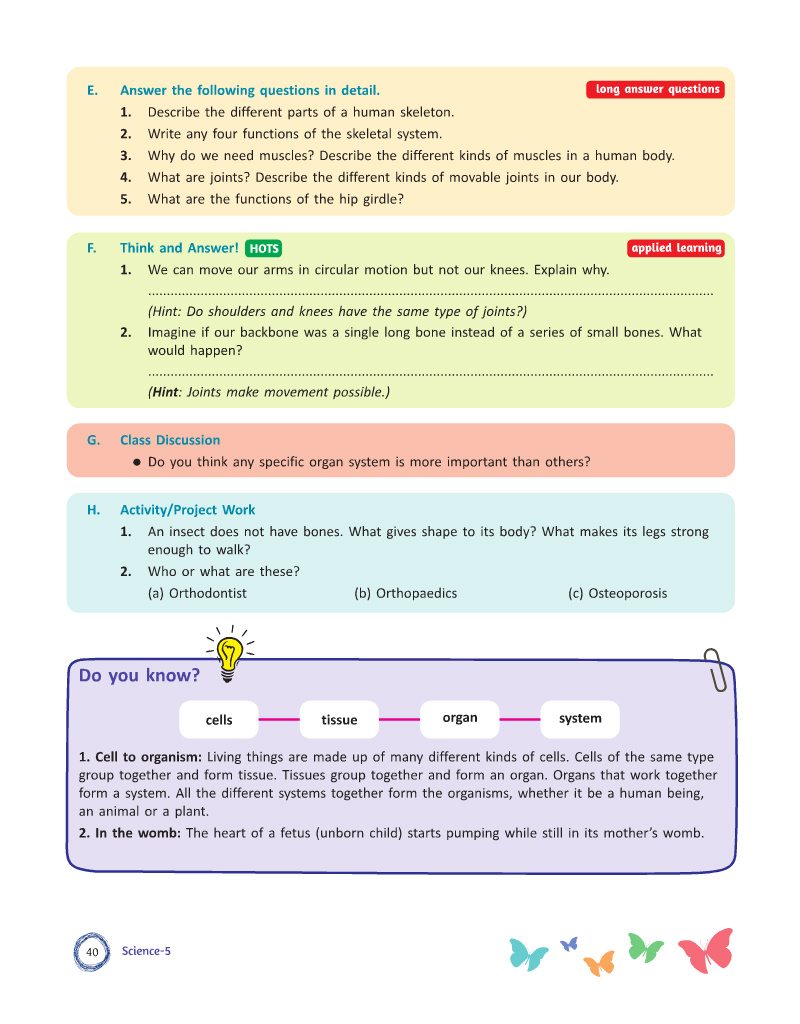 E. Answer the following questions in detail. long answer questions
1. Describe the different parts of a human skeleton.
2. Write any four functions of the skeletal system.
3. Why do we need muscles? Describe the different kinds of muscles in a human body.
4. What are joints? Describe the different kinds of movable joints in our body.
5. What are the functions of the hip girdle?
F. Think and Answer! HOTS applied learning
1. We can move our arms in circular motion but not our knees. Explain why.
................................................................................
(Hint: Do shoulders and knees have the same type of joints?)
2. Imagine if our backbone was a single long bone instead of a series of small bones. What
would happen?
................................................................................
(Hint: Joints make movement possible.)
G. Class Discussion
● Do you think any specific organ system is more important than others?
H. Activity/Project Work
1. An insect does not have bones. What gives shape to its body? What makes its legs strong
enough to walk?
2. Who or what are these?
(a) Orthodontist (b) Orthopaedics (c) Osteoporosis
Do you know?
cells tissue organ system
1. Cell to organism: Living things are made up of many different kinds of cells. Cells of the same type
group together and form tissue. Tissues group together and form an organ. Organs that work together
form a system. All the different systems together form the organisms, whether it be a human being,
an animal or a plant.
2. In the womb: The heart of a fetus (unborn child) starts pumping while still in its mother's womb.
40 Science-5